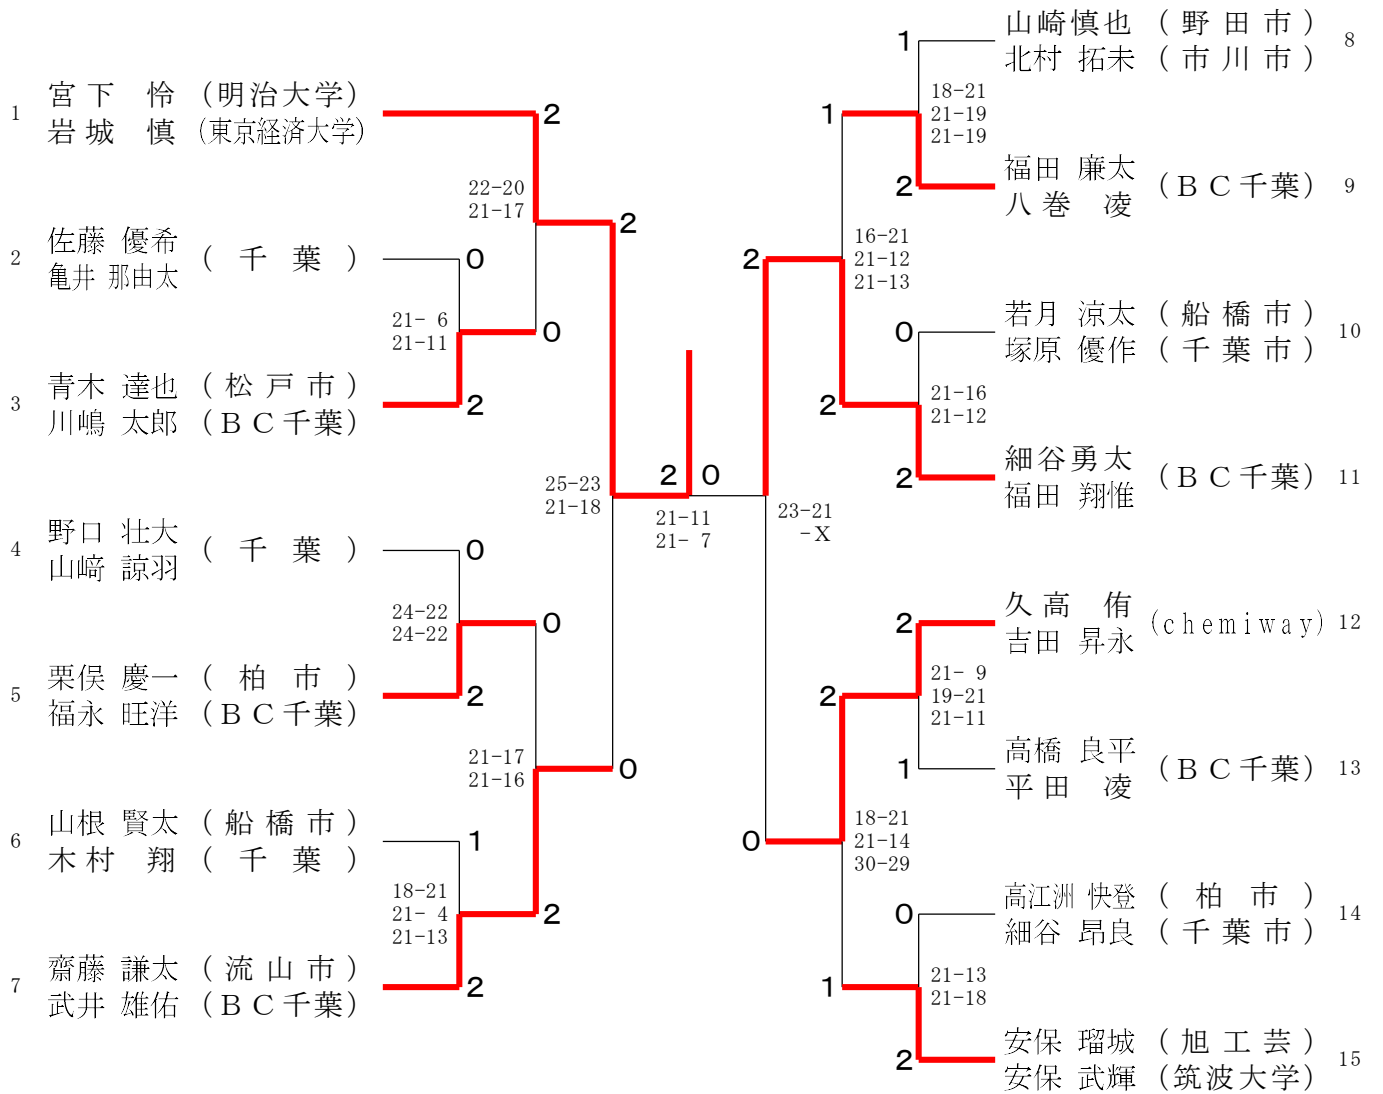 1 宮下 怜 (明治大学)
岩城 慎 (東京経済大学)
2
22-20
21-17
2
2 佐藤 優希 ( 千 葉 )
亀井 那由太
0
21- 6
21-11
0
3 青木 達也 ( 松 戸 市 )
川嶋 太郎 (ＢＣ千葉)
2
25-23
21-18
4 野口 壮大 ( 千 葉 )
山﨑 諒羽
0
24-22
24-22
0
5 栗俣 慶一 ( 柏 市 )
福永 旺洋 (ＢＣ千葉)
2
21-17
21-16
0
6 山根 賢太 ( 船 橋 市 )
木村 翔 ( 千 葉 )
1
18-21
21- 4
21-13
2
7 齋藤 謙太 ( 流 山 市 )
武井 雄佑 (ＢＣ千葉)
2
2 0
21-11
21- 7
1 山崎慎也 ( 野 田 市 ) 8
北村 拓未 ( 市 川 市 )
18-21
21-19
21-19
1
2 福田 廉太 (ＢＣ千葉) 9
八巻 凌
2
16-21
21-12
21-13
0 若月 涼太 ( 船 橋 市 ) 10
塚原 優作 ( 千 葉 市 )
21-16
21-12
2
2 細谷勇太 (ＢＣ千葉) 11
福田 翔惟
23-21
-X
2 久高 侑 (chemiway) 12
吉田 昇永
21- 9
19-21
21-11
2
1 高橋 良平 (ＢＣ千葉) 13
平田 凌
0
18-21
21-14
30-29
0 高江洲 快登 ( 柏 市 ) 14
細谷 昂良 ( 千 葉 市 )
21-13
21-18
1
2 安保 瑠城 ( 旭 工 芸 ) 15
安保 武輝 (筑波大学)